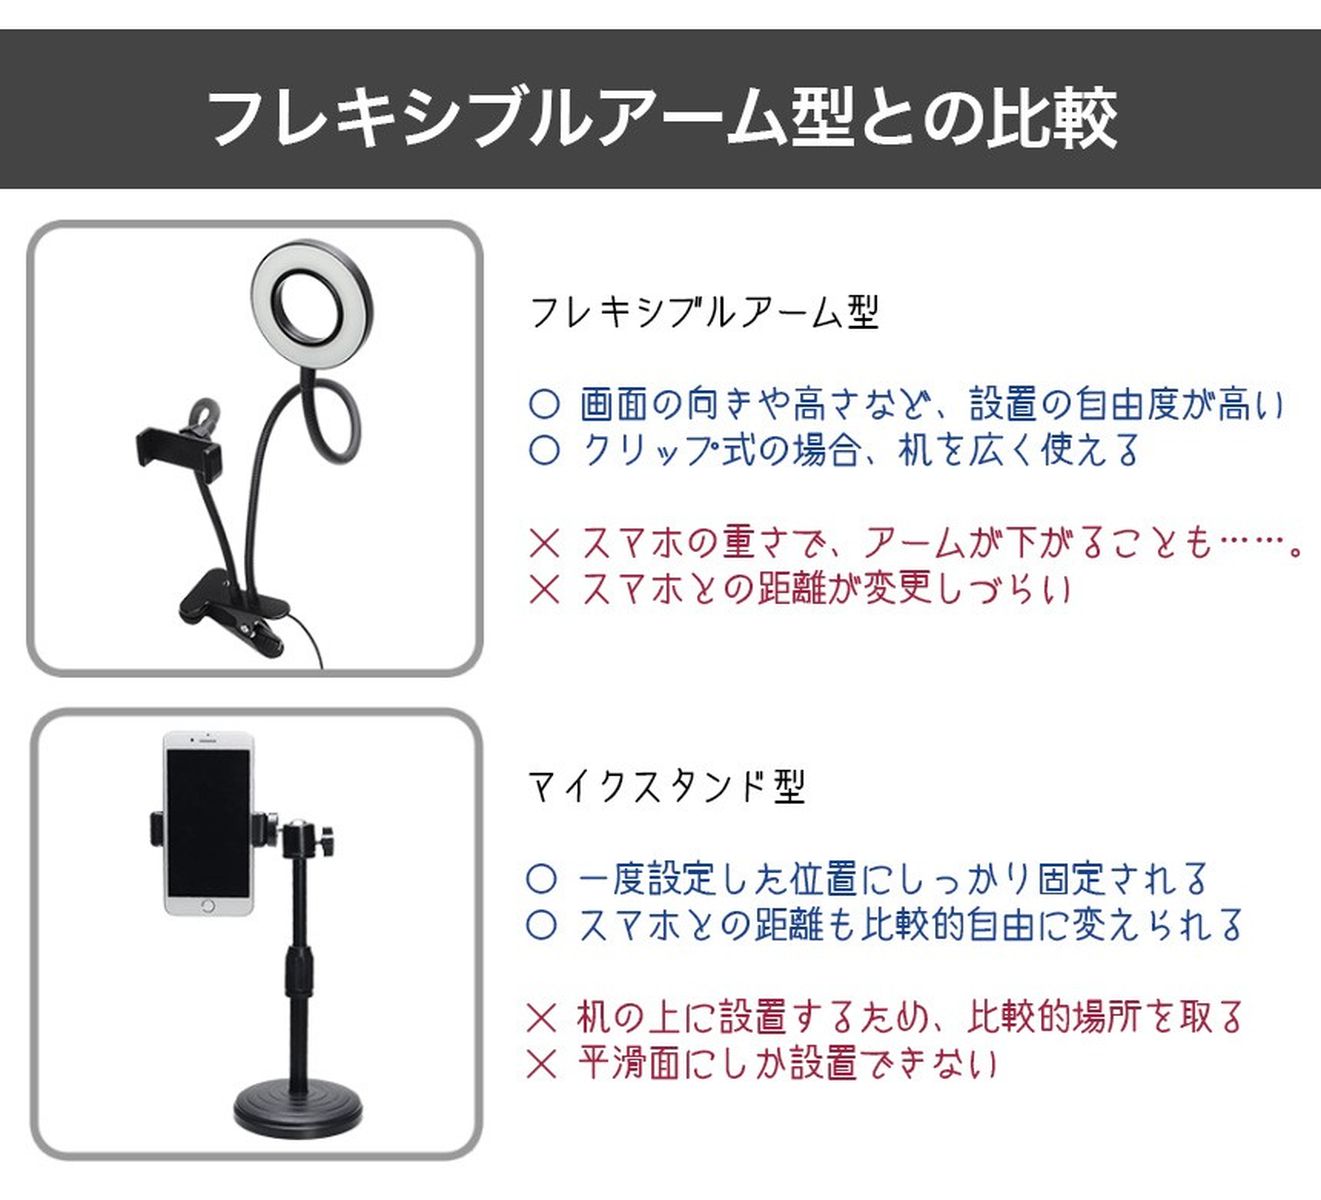 フレキシブルアーム型との比較
フレキシブルアーム型
○ 画面の向きや高さなど、設置の自由度が高い
○ クリップ式の場合、机を広く使える
× スマホの重さで、アームが下がることも……。
× スマホとの距離が変更しづらい
マイクスタンド型
○ 一度設定した位置にしっかり固定される
○ スマホとの距離も比較的自由に変えられる
× 机の上に設置するため、比較的場所を取る
× 平滑面にしか設置できない